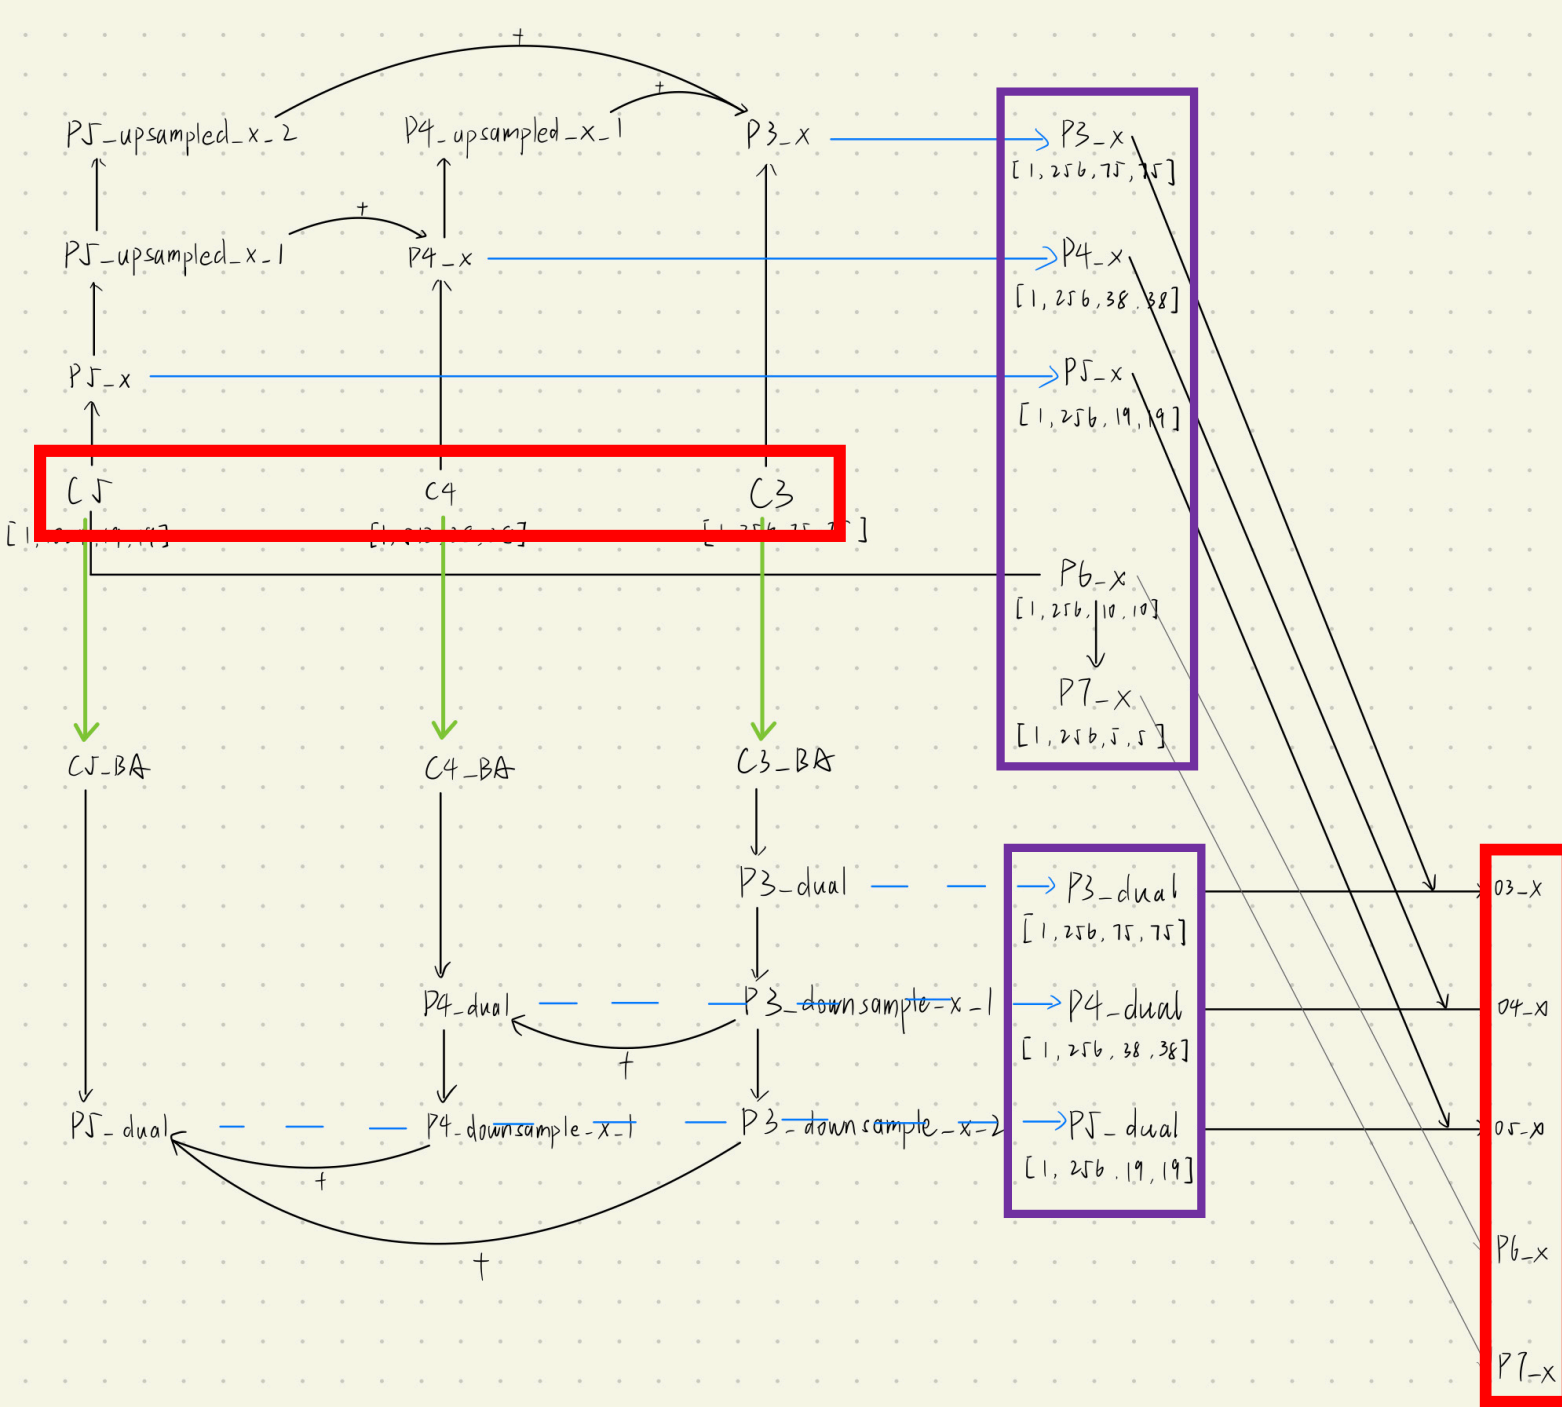 +
+
P5_upsampled_x_2
P4_upsampled_x_1
P3_x
P3_x
[1,256,75,75]
+
P5_upsampled_x_1
P4_x
P4_x
[1,256,38,38]
P5_x
P5_x
[1,256,19,19]
C5
C4
C3
P6_x
[1,256,10,10]
P7_x
[1,256,5,5]
C5_BA
C4_BA
C3_BA
P3_dual
P3_dual
[1,256,75,75]
O3_x
P4_dual
P3_downsample_x_1
P4_dual
[1,256,38,38]
O4_x
+
P5_dual
P4_downsample_x_1
P3_downsample_x_2
P5_dual
[1,256,19,19]
O5_x
+
+
P6_x
P7_x